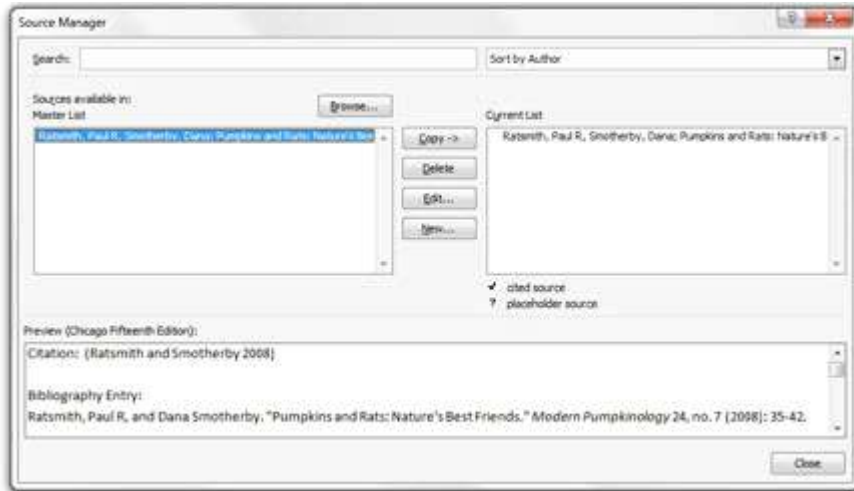 Source Manager
Search:
Sort by Author
Sources available in:
Master List
Browse...
Current List
Ratsmith, Paul R, Smotherby, Dana; Pumpkins and Rats: Nature's Bes
Copy ->
Ratsmith, Paul R, Smotherby, Dana; Pumpkins and Rats: Nature's B
Delete
Edit...
New...
✓ cited source
? placeholder source
Preview (Chicago Fifteenth Edition):
Citation: (Ratsmith and Smotherby 2008)
Bibliography Entry:
Ratsmith, Paul R, and Dana Smotherby. "Pumpkins and Rats: Nature's Best Friends." Modern Pumpkinology 24, no. 7 (2008): 35-42.
Close